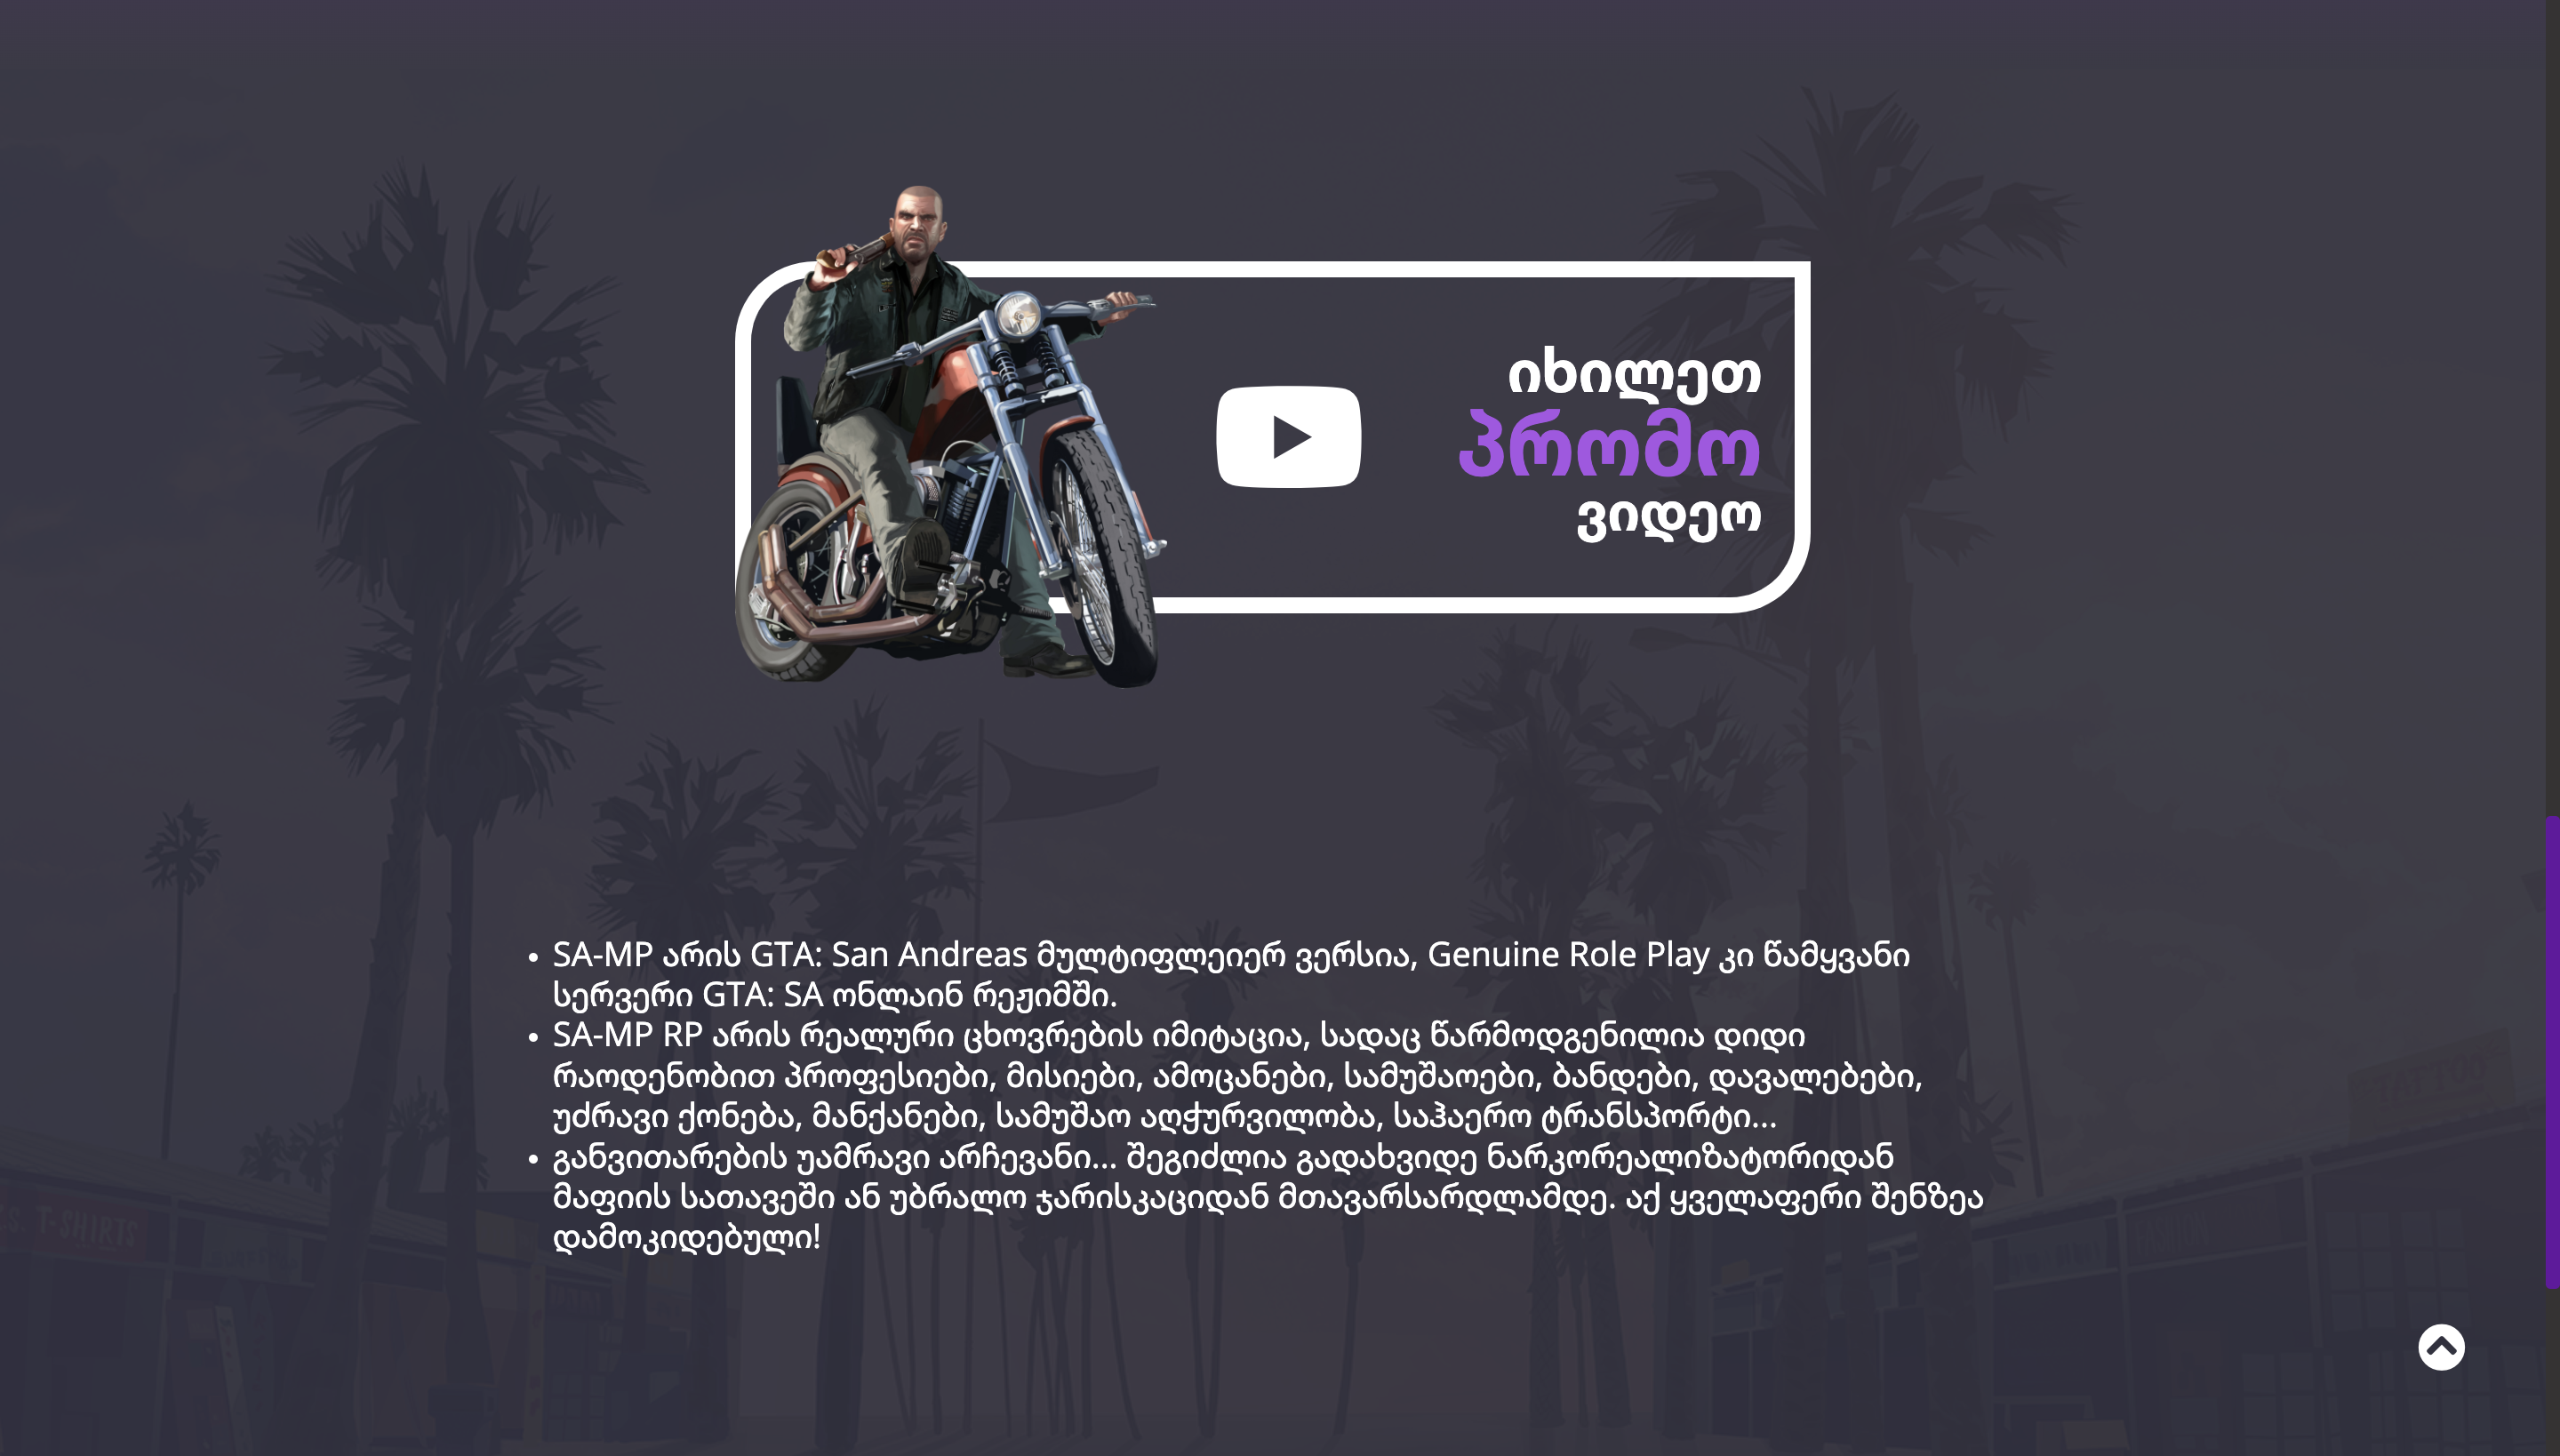 იხილეთ
პრომო
ვიდეო
• SA-MP არის GTA: San Andreas მულტიფლეიერ ვერსია, Genuine Role Play კი წამყვანი
სერვერი GTA: SA ონლაინ რეჟიმში.
• SA-MP RP არის რეალური ცხოვრების იმიტაცია, სადაც წარმოდგენილია დიდი
რაოდენობით პროფესიები, მისიები, ამოცანები, სამუშაოები, ბანდები, დავალებები,
უძრავი ქონება, მანქანები, სამუშაო აღჭურვილობა, საჰაერო ტრანსპორტი...
• განვითარების უამრავი არჩევანი... შეგიძლია გადახვიდე ნარკორეალიზატორიდან
მაფიის სათავეში ან უბრალო ჯარისკაციდან მთავარსარდლამდე. აქ ყველაფერი შენზეა
დამოკიდებული!
TATTOO
S T-SHIRTS
FASHION